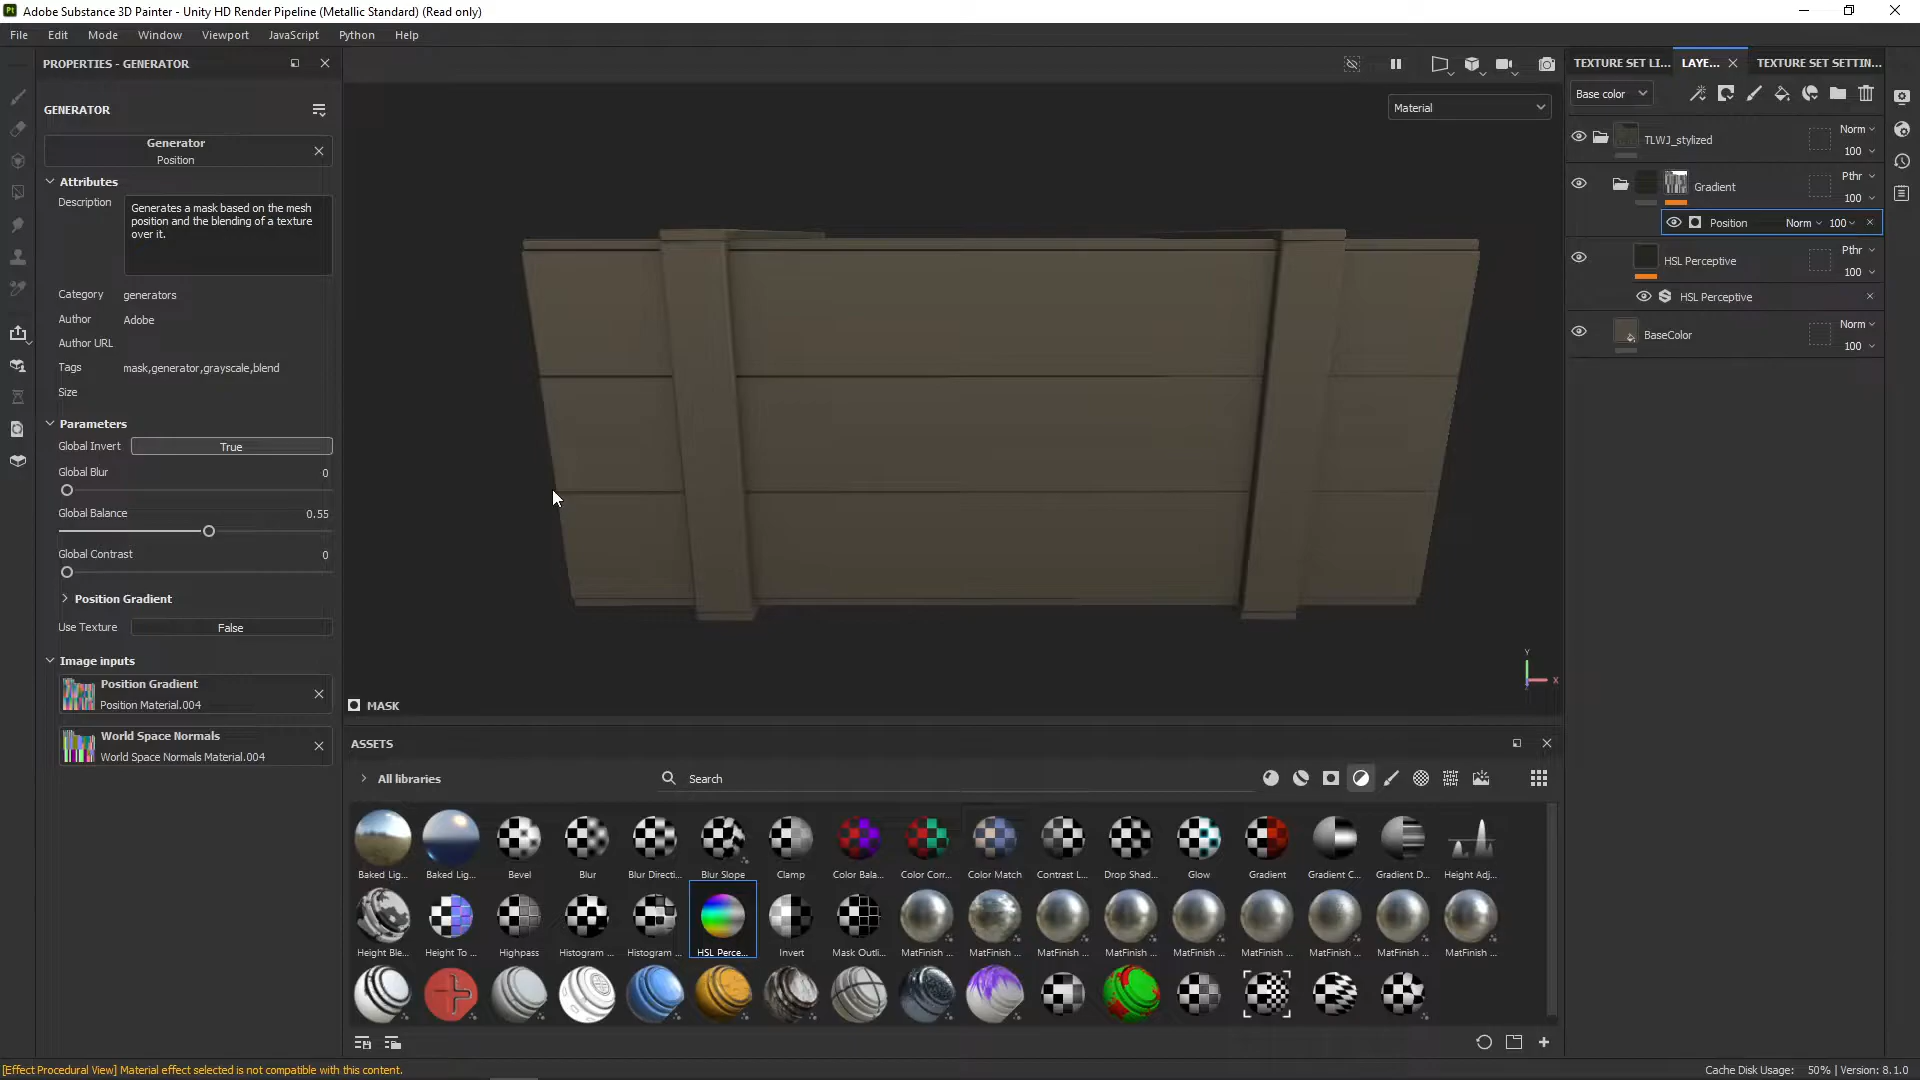 Adobe Substance 3D Painter - Unity HD Render Pipeline (Metallic Standard) (Read only)
File Edit Mode Window Viewport JavaScript Python Help
PROPERTIES - GENERATOR
GENERATOR
Generator
Position
Attributes
Description
Generates a mask based on the mesh
position and the blending of a texture
over it.
Category generators
Author Adobe
Author URL
Tags mask,generator,grayscale,blend
Size
Parameters
Global Invert True
Global Blur 0
Global Balance 0.55
Global Contrast 0
Position Gradient
Use Texture False
Image inputs
Position Gradient
Position Material.004
World Space Normals
World Space Normals Material.004
Material
Y
X
MASK
ASSETS
All libraries
Search
Baked Lig... Baked Lig... Bevel Blur Blur Directi... Blur Slope Clamp Color Bala... Color Corr... Color Match Contrast L... Drop Shad... Glow Gradient Gradient C... Gradient D... Height Adj...
Height Ble... Height To ... Highpass Histogram ... Histogram ... HSL Perce... Invert Mask Outli... MatFinish ... MatFinish ... MatFinish ... MatFinish ... MatFinish ... MatFinish ... MatFinish ... MatFinish ... MatFinish ...
TEXTURE SET LI... LAYE... TEXTURE SET SETTIN...
Base color
TLWJ_stylized Norm
100
Gradient Pthr
100
Position Norm 100
HSL Perceptive Pthr
100
HSL Perceptive
BaseColor Norm
100
[Effect Procedural View] Material effect selected is not compatible with this content.
Cache Disk Usage: 50% | Version: 8.1.0